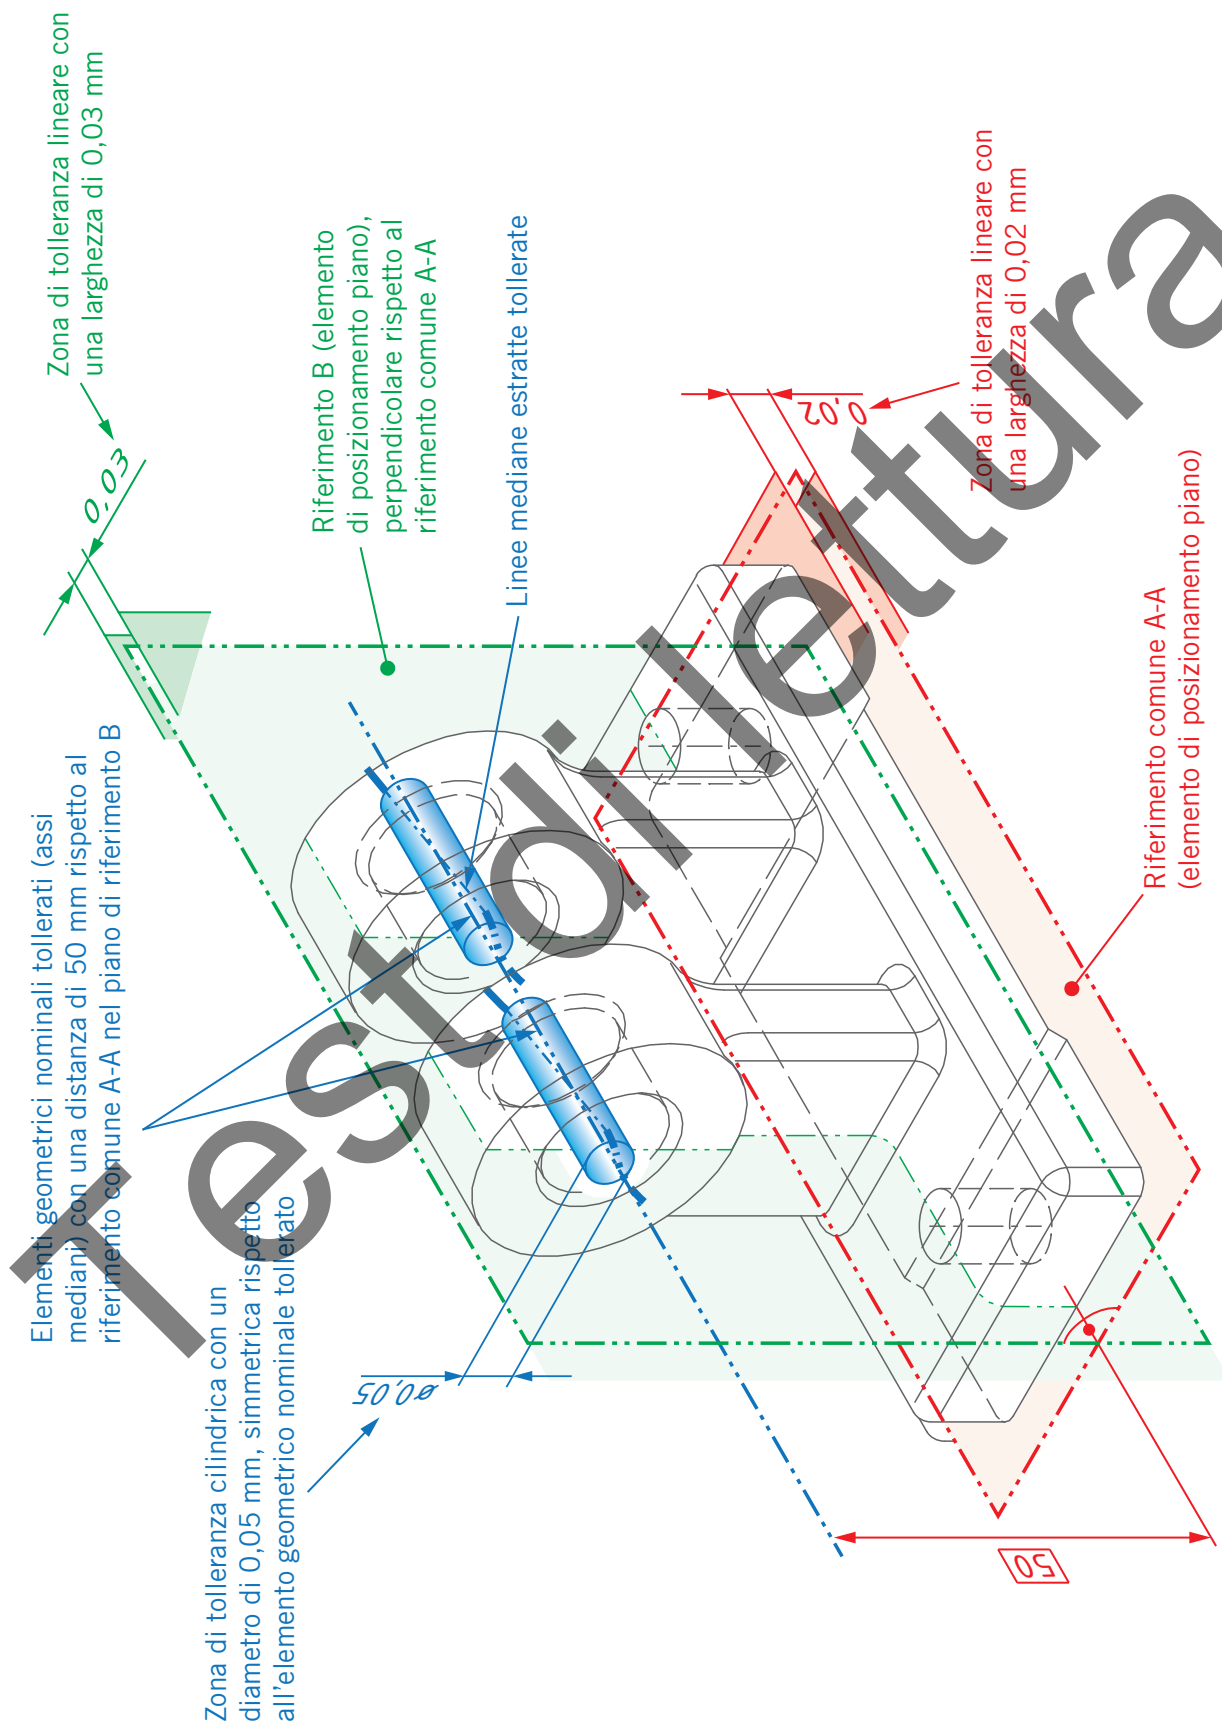 Zona di tolleranza lineare con
una larghezza di 0,03 mm
0,03
Riferimento B (elemento
di posizionamento piano),
perpendicolare rispetto al
riferimento comune A-A
Linee mediane estratte tollerate
Elementi geometrici nominali tollerati (assi
mediani) con una distanza di 50 mm rispetto al
riferimento comune A-A nel piano di riferimento B
Zona di tolleranza cilindrica con un
diametro di 0,05 mm, simmetrica rispetto
all'elemento geometrico nominale tollerato
ø0,05
Zona di tolleranza lineare con
una larghezza di 0,02 mm
0,02
Riferimento comune A-A
(elemento di posizionamento piano)
50
Test di lettura